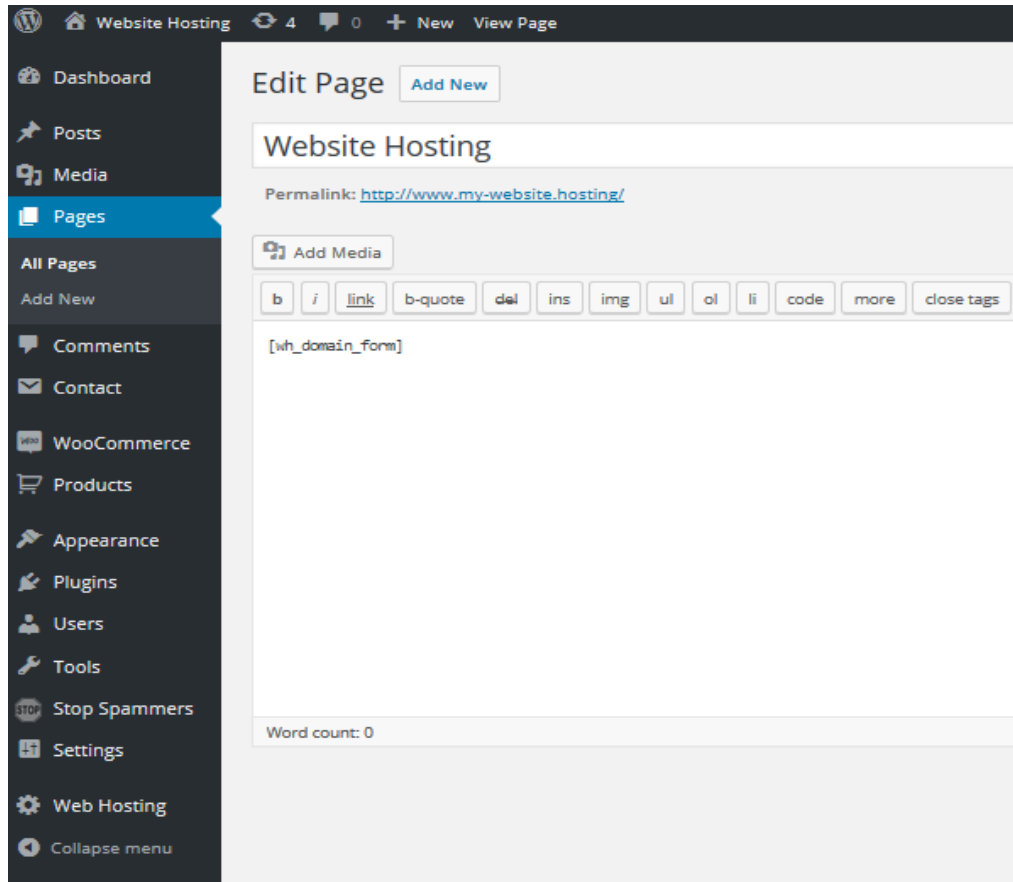 Website Hosting 4 0 + New View Page
Dashboard
Posts
Media
Pages
All Pages
Add New
Comments
Contact
WooCommerce
Products
Appearance
Plugins
Users
Tools
STOP Stop Spammers
Settings
Web Hosting
Collapse menu
Edit Page Add New
Website Hosting
Permalink: http://www.my-website.hosting/
Add Media
b i link b-quote del ins img ul ol li code more close tags
[wh_domain_form]
Word count: 0